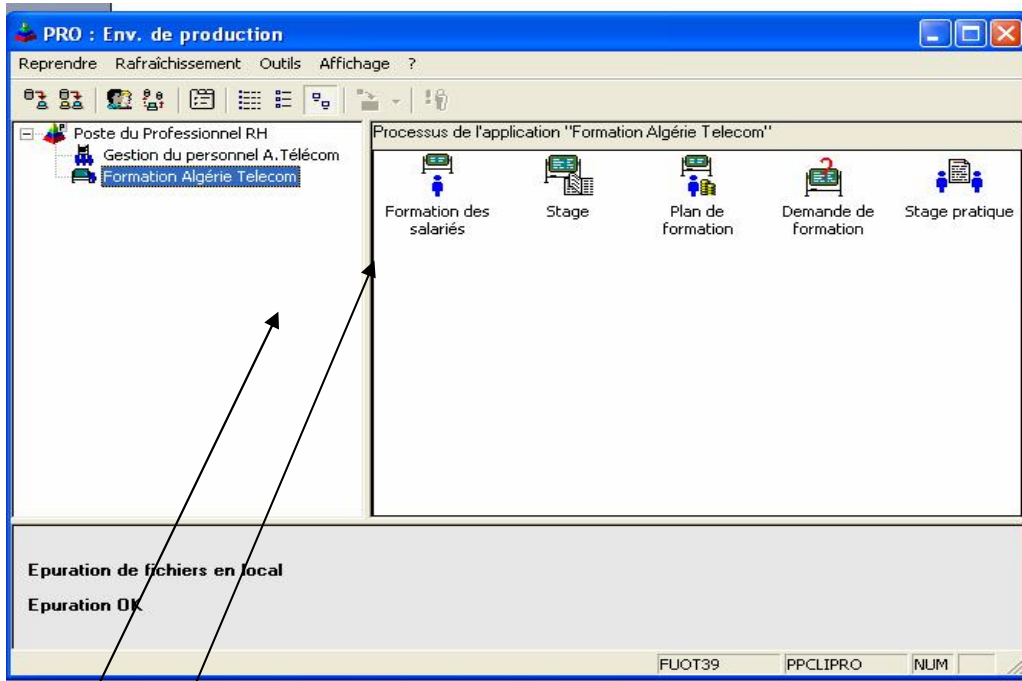 PRO : Env. de production
Reprendre Rafraîchissement Outils Affichage ?
Poste du Professionnel RH
Gestion du personnel A.Télécom
Formation Algérie Telecom
Processus de l'application "Formation Algérie Telecom"
Formation des salariés
Stage
Plan de formation
Demande de formation
Stage pratique
Epuration de fichiers en local
Epuration OK
FUOT39 PPCLIPRO NUM